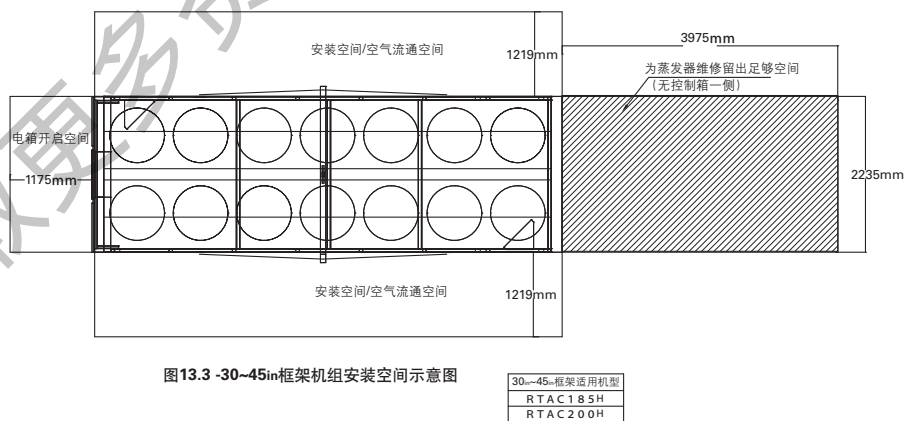 安装空间/空气流通空间
1219mm
3975mm
为蒸发器维修留出足够空间
（无控制箱一侧）
电箱开启空间
1175mm
2235mm
安装空间/空气流通空间
1219mm
图13.3 -30~45in框架机组安装空间示意图
30in~45in框架适用机型
RTAC185H
RTAC200H
更多